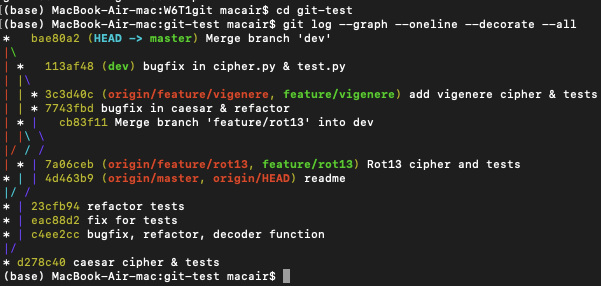 [(base) MacBook-Air-mac:W6T1git macair$ cd git-test
[(base) MacBook-Air-mac:git-test macair$ git log --graph --oneline --decorate --all
*   bae80a2 (HEAD -> master) Merge branch 'dev'
|\
| *   113af48 (dev) bugfix in cipher.py & test.py
| |\
| | * 3c3d40c (origin/feature/vigenere, feature/vigenere) add vigenere cipher & tests
| | * 7743fbd bugfix in caesar & refactor
| * |   cb83f11 Merge branch 'feature/rot13' into dev
| |\ \
|/ / /
| * | 7a06ceb (origin/feature/rot13, feature/rot13) Rot13 cipher and tests
* | | 4d463b9 (origin/master, origin/HEAD) readme
|/ /
* | 23cfb94 refactor tests
* | eac88d2 fix for tests
* | c4ee2cc bugfix, refactor, decoder function
|/
* d278c40 caesar cipher & tests
(base) MacBook-Air-mac:git-test macair$